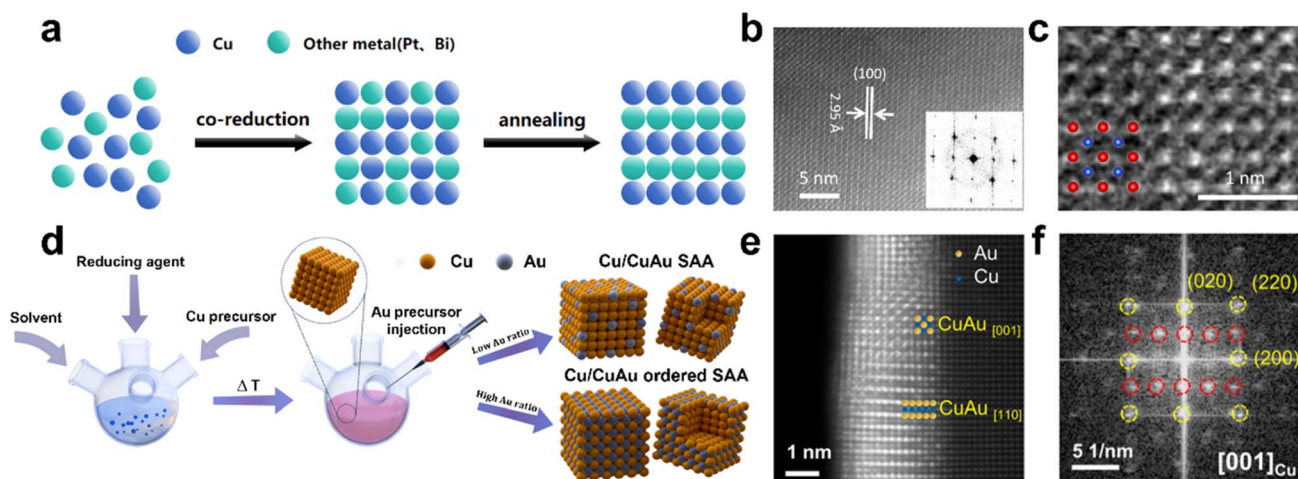 a
Cu
Other metal(Pt、Bi)
co-reduction
annealing
b
(100)
2.95 Å
5 nm
c
1 nm
d
Reducing agent
Solvent
Cu precursor
Δ T
Cu
Au
Au precursor
injection
Low Au ratio
High Au ratio
Cu/CuAu SAA
Cu/CuAu ordered SAA
e
Au
Cu
CuAu [001]
CuAu [110]
1 nm
f
(020)
(220)
(200)
5 1/nm
[001]Cu